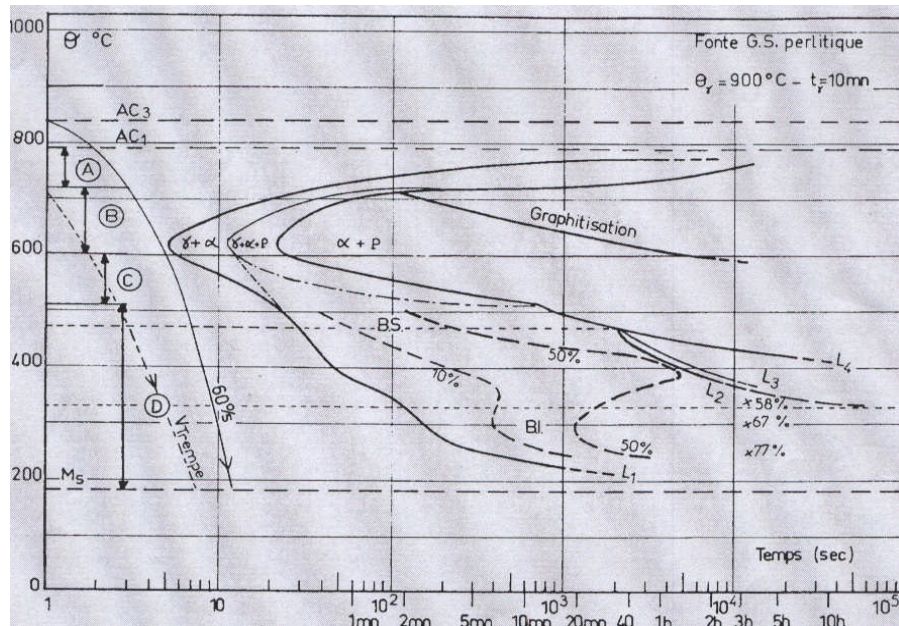 1000
θ °C
Fonte G.S. perlitique
θγ = 900°C - tγ = 10mn
AC3
AC1
800
A
B
Graphitisation
γ+α
γ+α+P
α + P
600
C
B.S.
50%
400
10%
L4
L3
L2
×58%
D
60%s
×67 %
BI.
VTrempe
50%
×77%
200
L1
Ms
Temps (sec)
0
1
10
10²
10³
10⁴
10⁵
1mn
2mn
5mn
10mn
20mn
40
1h
2h
3h
5h
10h